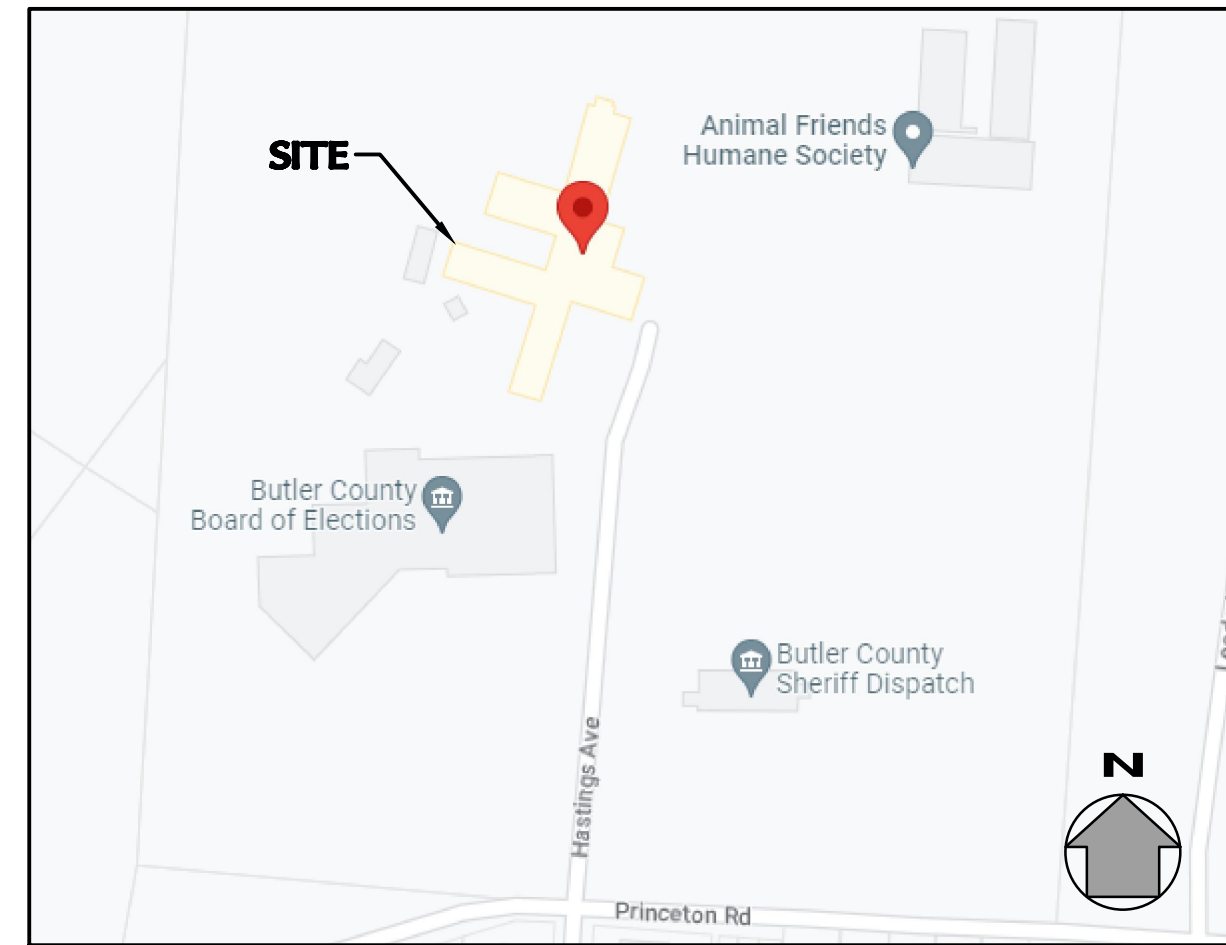 Animal Friends
Humane Society
SITE
Butler County
Board of Elections
Butler County
Sheriff Dispatch
Hastings Ave
N
Princeton Rd